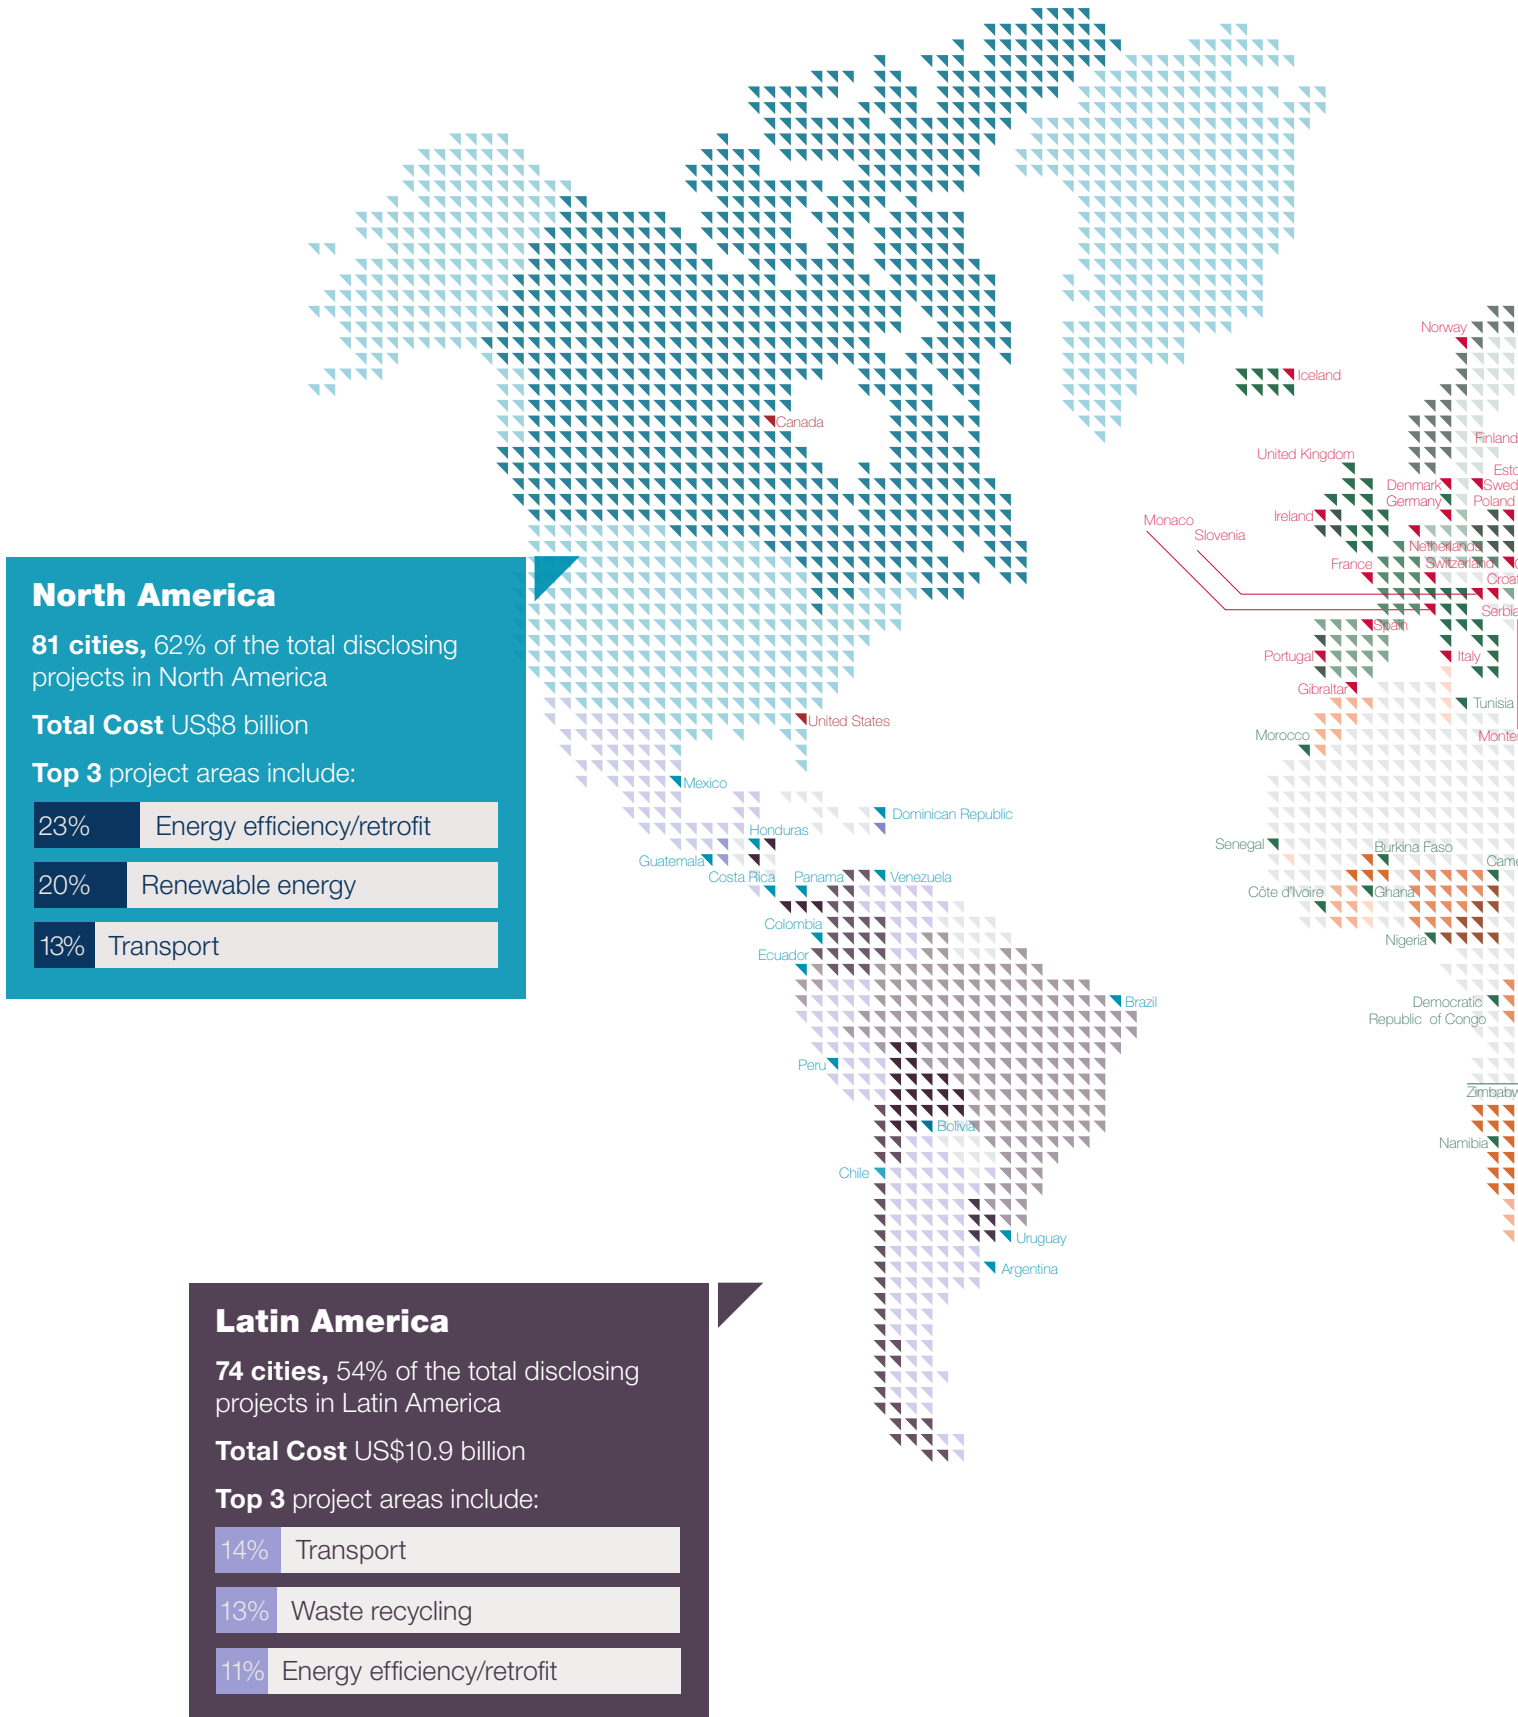 Norway
Iceland
Canada
Finland
United Kingdom
Denmark
Germany
Poland
Ireland
Monaco
Slovenia
Netherlands
France
Switzerland
Serbia
Spain
Portugal
Italy
Gibraltar
Tunisia
Morocco
United States
Mexico
Dominican Republic
Honduras
Guatemala
Costa Rica
Panama
Venezuela
Senegal
Burkina Faso
Côte d'Ivoire
Ghana
Colombia
Ecuador
Nigeria
Brazil
Democratic
Republic of Congo
Peru
Bolivia
Namibia
Chile
Uruguay
Argentina
North America
81 cities, 62% of the total disclosing
projects in North America
Total Cost US$8 billion
Top 3 project areas include:
23% Energy efficiency/retrofit
20% Renewable energy
13% Transport
Latin America
74 cities, 54% of the total disclosing
projects in Latin America
Total Cost US$10.9 billion
Top 3 project areas include:
14% Transport
13% Waste recycling
11% Energy efficiency/retrofit